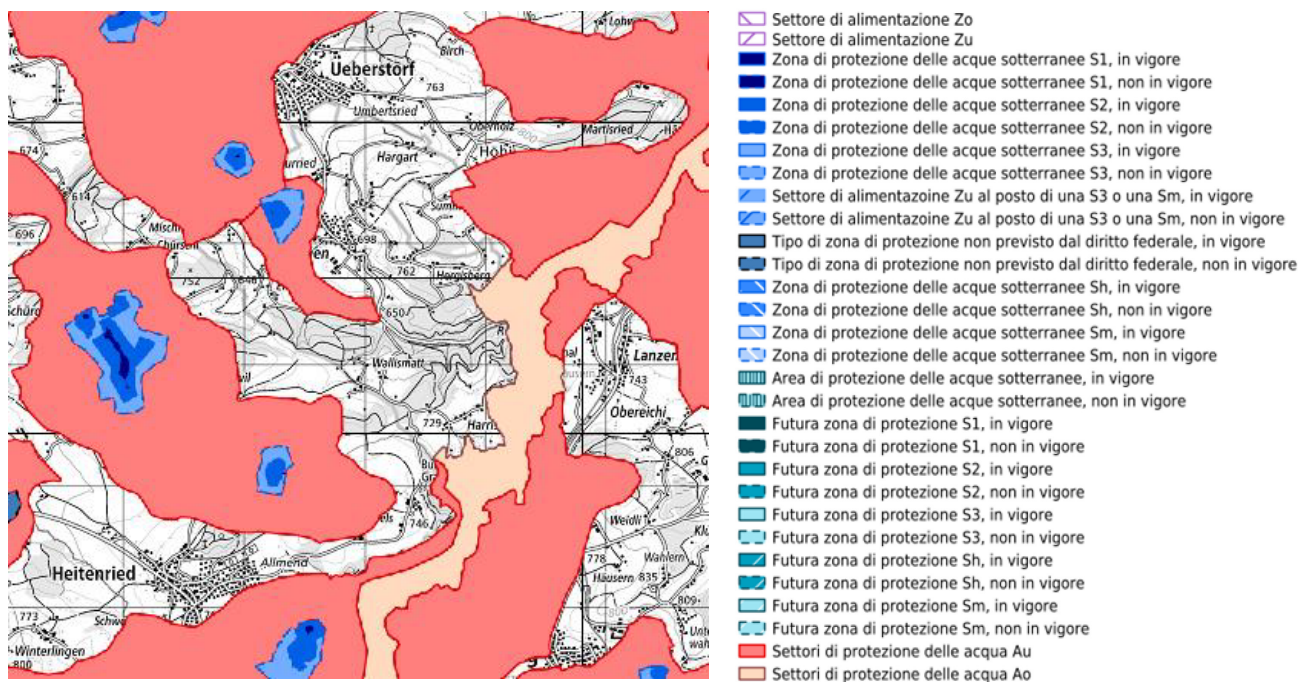 Lohw
Birch
Ueberstorf
763
Umbertsried
Oberholz
800
Martisried
674
Hargart
urried
614
696
Mischl
698
en
762
752
Horgisberg
650
Wallismatt
Lanzen
743
vil
Obereichi
729
Harris
806
Bu
Gr
els
746
Weidli
Klo
Allmend
778
Wahlern
Heitenried
Häusern
835
809
773
Schwe
Winterlingen
800
Settore di alimentazione Zo
Settore di alimentazione Zu
Zona di protezione delle acque sotterranee S1, in vigore
Zona di protezione delle acque sotterranee S1, non in vigore
Zona di protezione delle acque sotterranee S2, in vigore
Zona di protezione delle acque sotterranee S2, non in vigore
Zona di protezione delle acque sotterranee S3, in vigore
Zona di protezione delle acque sotterranee S3, non in vigore
Settore di alimentazoine Zu al posto di una S3 o una Sm, in vigore
Settore di alimentazoine Zu al posto di una S3 o una Sm, non in vigore
Tipo di zona di protezione non previsto dal diritto federale, in vigore
Tipo di zona di protezione non previsto dal diritto federale, non in vigore
Zona di protezione delle acque sotterranee Sh, in vigore
Zona di protezione delle acque sotterranee Sh, non in vigore
Zona di protezione delle acque sotterranee Sm, in vigore
Zona di protezione delle acque sotterranee Sm, non in vigore
Area di protezione delle acque sotterranee, in vigore
Area di protezione delle acque sotterranee, non in vigore
Futura zona di protezione S1, in vigore
Futura zona di protezione S1, non in vigore
Futura zona di protezione S2, in vigore
Futura zona di protezione S2, non in vigore
Futura zona di protezione S3, in vigore
Futura zona di protezione S3, non in vigore
Futura zona di protezione Sh, in vigore
Futura zona di protezione Sh, non in vigore
Futura zona di protezione Sm, in vigore
Futura zona di protezione Sm, non in vigore
Settori di protezione delle acqua Au
Settori di protezione delle acqua Ao